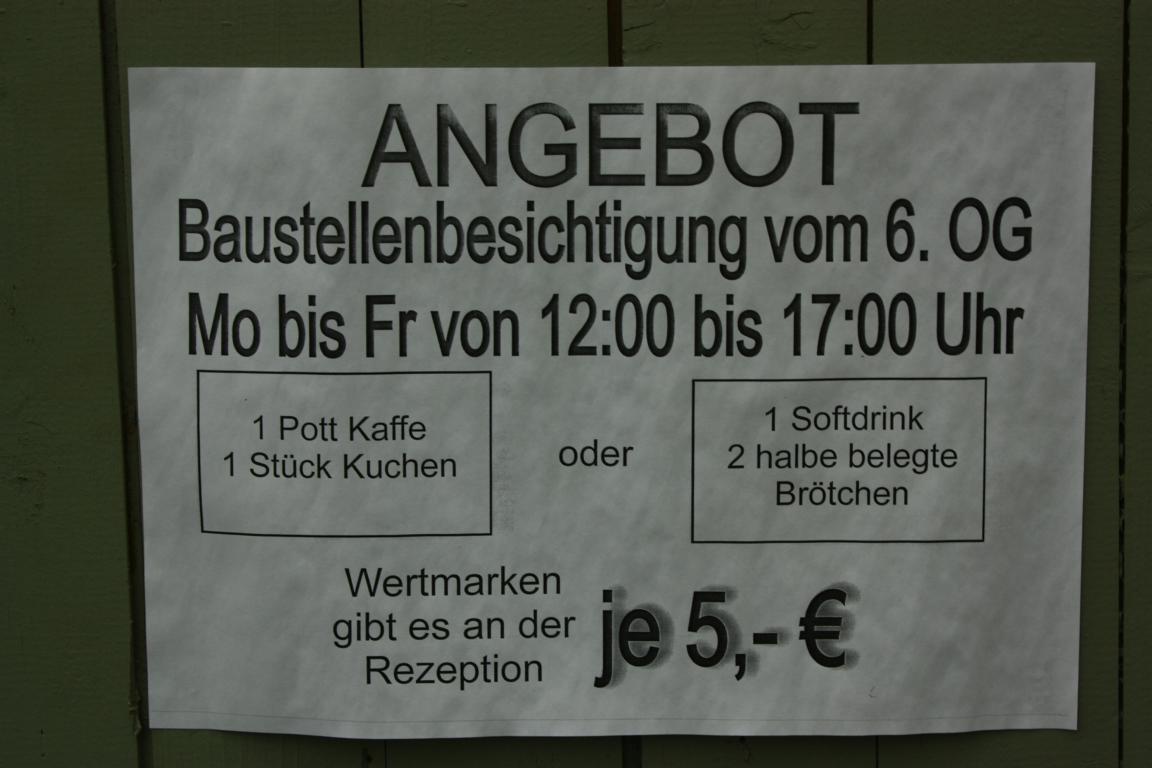 ANGEBOT
Baustellenbesichtigung vom 6. OG
Mo bis Fr von 12:00 bis 17:00 Uhr
1 Pott Kaffe
1 Stück Kuchen
oder
1 Softdrink
2 halbe belegte
Brötchen
Wertmarken
gibt es an der
Rezeption
je 5,- €